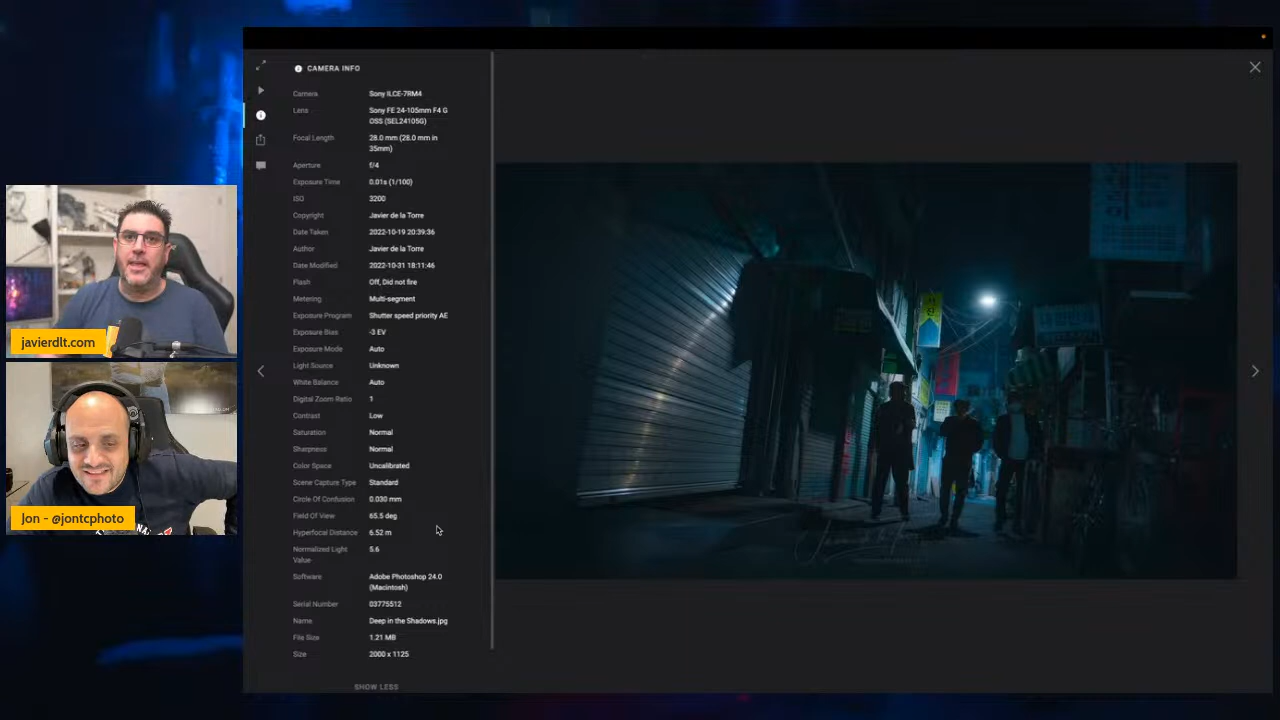 CAMERA INFO
Camera Sony ILCE-7RM4
Lens Sony FE 24-105mm F4 G
OSS (SEL24105G)
Focal Length 28.0 mm (28.0 mm in
35mm)
Aperture f/4
Exposure Time 0.01s (1/100)
ISO 3200
Copyright Javier de la Torre
Date Taken 2022-10-19 20:39:36
Author Javier de la Torre
Date Modified 2022-10-31 18:11:46
Flash Off, Did not fire
Metering Multi-segment
Exposure Program Shutter speed priority AE
Exposure Bias -3 EV
Exposure Mode Auto
Light Source Unknown
White Balance Auto
Digital Zoom Ratio 1
Contrast Low
Saturation Normal
Sharpness Normal
Color Space Uncalibrated
Scene Capture Type Standard
Circle Of Confusion 0.030 mm
Field Of View 65.5 deg
Hyperfocal Distance 6.52 m
Normalized Light
Value 5.6
Software Adobe Photoshop 24.0
(Macintosh)
Serial Number 03775512
Name Deep in the Shadows.jpg
File Size 1.21 MB
Size 2000 x 1125
SHOW LESS
javierdlt.com
Jon - @jontcphoto